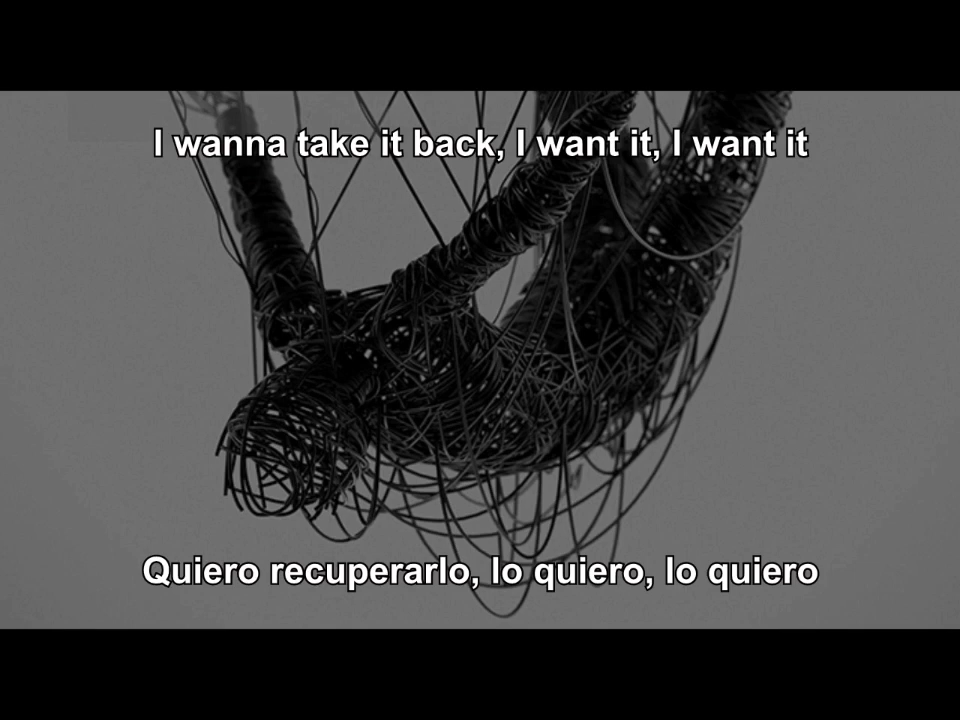 I wanna take it back, I want it, I want it
Quiero recuperarlo, lo quiero, lo quiero